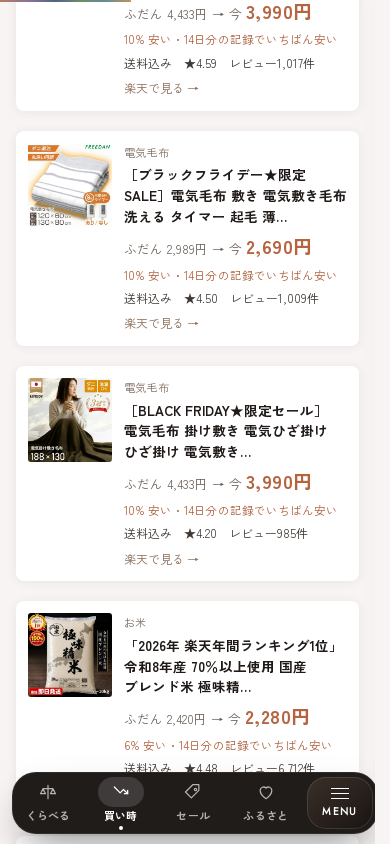 ふだん 4,433円 → 今 3,990円
10% 安い・14日分の記録でいちばん安い
送料込み ★4.59 レビュー1,017件
楽天で見る →
FREEDAM
電気毛布
［ブラックフライデー★限定
SALE］電気毛布 敷き 電気敷き毛布
洗える タイマー 起毛 薄…
ふだん 2,989円 → 今 2,690円
10% 安い・14日分の記録でいちばん安い
送料込み ★4.50 レビュー1,009件
楽天で見る →
電気毛布
［BLACK FRIDAY★限定セール］
電気毛布 掛け敷き 電気ひざ掛け
ひざ掛け 電気敷き…
188×130
ふだん 4,433円 → 今 3,990円
10% 安い・14日分の記録でいちばん安い
送料込み ★4.20 レビュー985件
楽天で見る →
極味精米
即日発送
お米
「2026年 楽天年間ランキング1位」
令和8年産 70％以上使用 国産
ブレンド米 極味精…
ふだん 2,420円 → 今 2,280円
6% 安い・14日分の記録でいちばん安い
送料込み ★4.48 レビュー6,712件
くらべる
買い時
セール
ふるさと
MENU